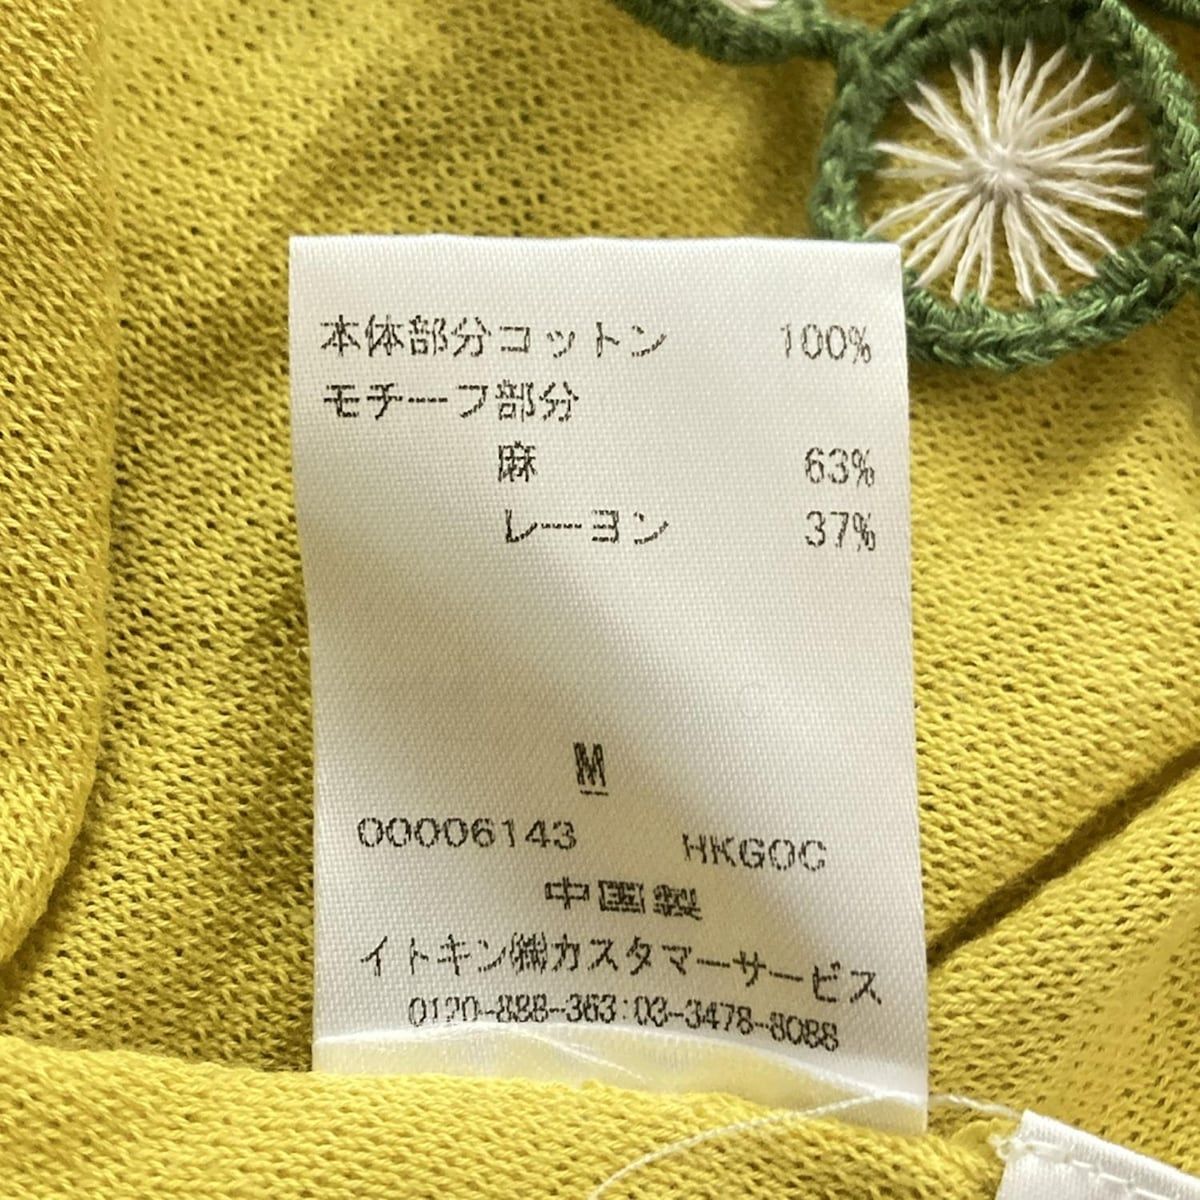 本体部分コットン 100%
モチーフ部分
麻 63%
レーヨン 37%
M
00006143 HKGOC
中国製
イトキン㈱カスタマーサービス
0120-888-363:03-3478-8088